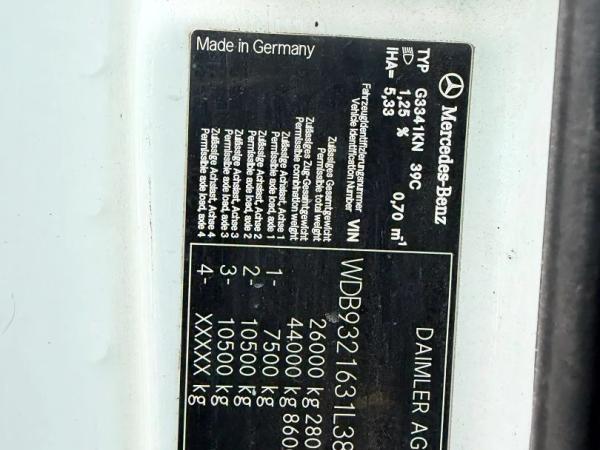 Mercedes-Benz DAIMLER AG
TYP G3341KN 39C
1,25 % 0,70 m⁻¹
IHA= 5,33
Fahrzeugidentifizierungsnummer
Vehicle Identification Number VIN WDB9321631L38
Zulässiges Gesamtgewicht
Permissible total weight 26000 kg 280
Zulässiges Zug-Gesamtgewicht
Permissible combination weight 44000 kg 860
Zulässige Achslast, Achse 1
Permissible axle load, axle 1 1- 7500 kg
Zulässige Achslast, Achse 2
Permissible axle load, axle 2 2- 10500 kg
Zulässige Achslast, Achse 3
Permissible axle load, axle 3 3- 10500 kg
Zulässige Achslast, Achse 4
Permissible axle load, axle 4 4- XXXXX kg
Made in Germany